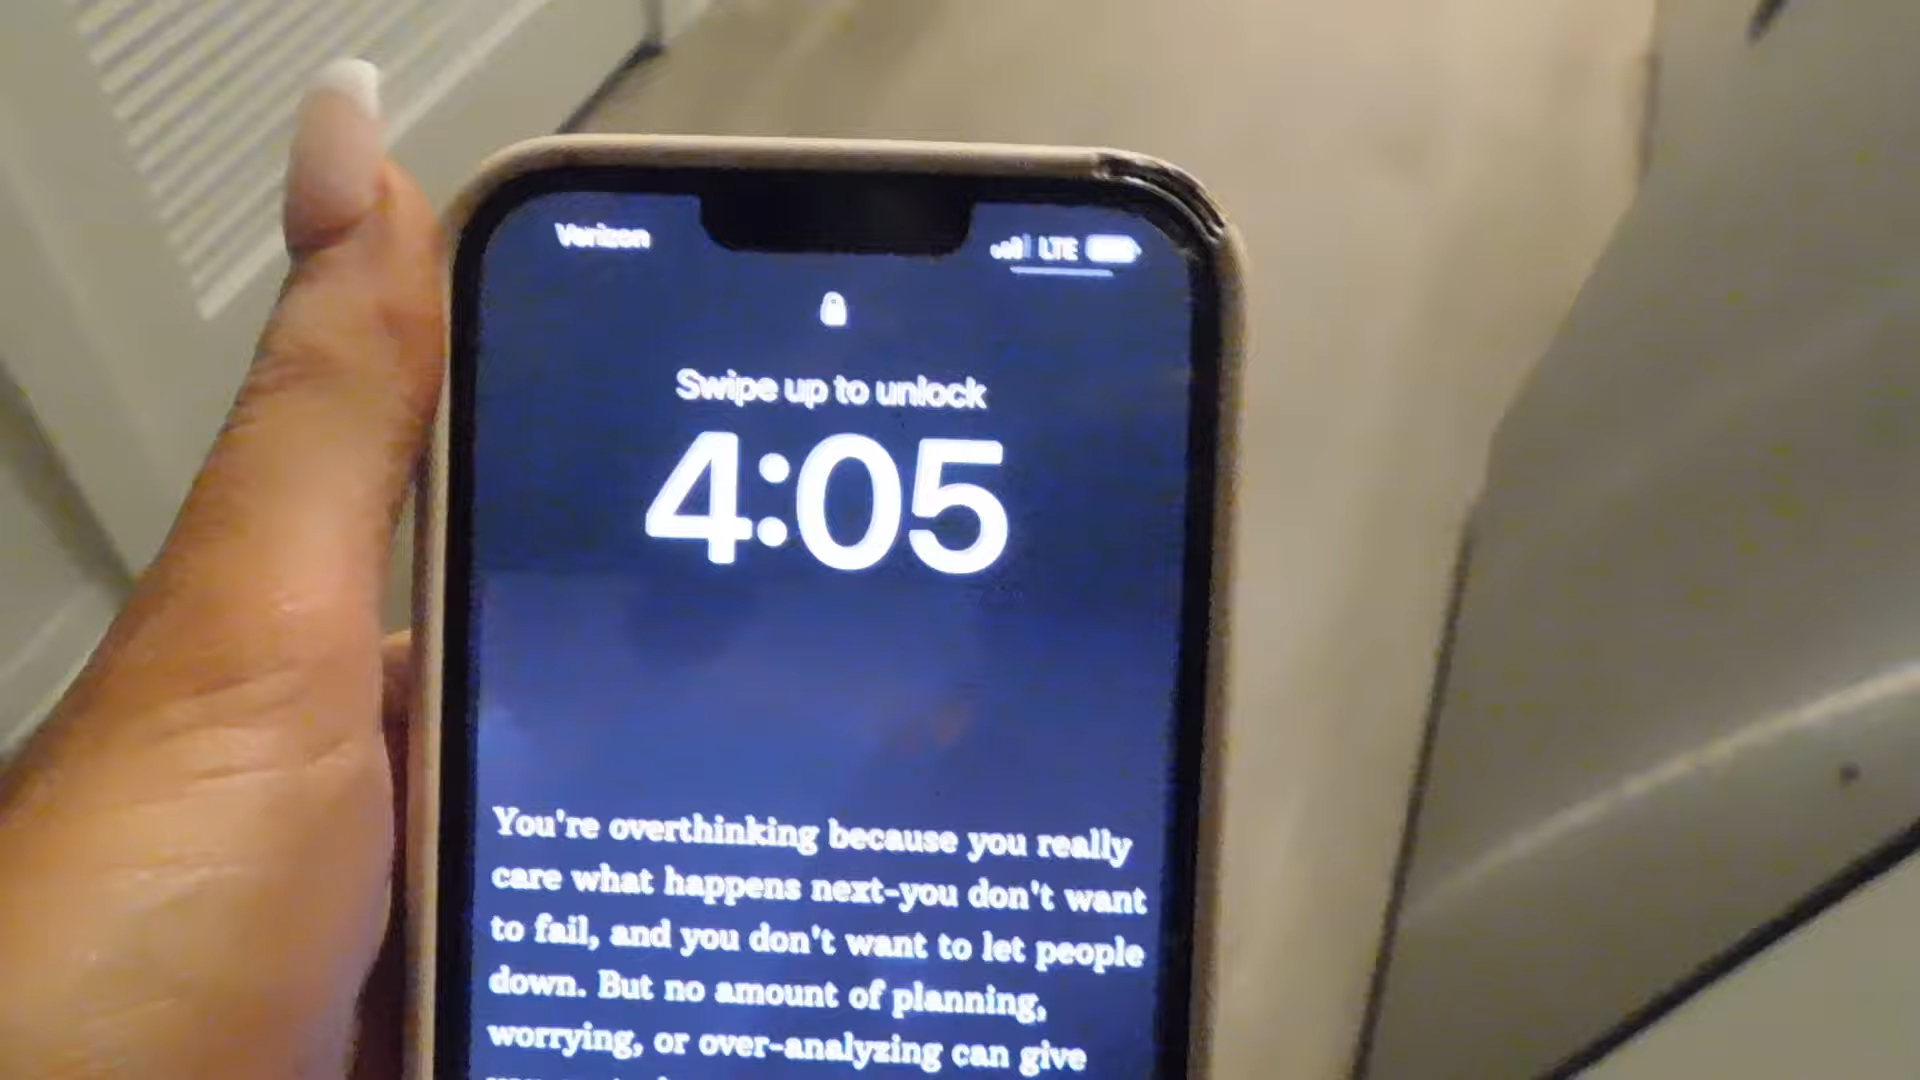 Verizon
LTE
Swipe up to unlock
4:05
You're overthinking because you really
care what happens next-you don't want
to fail, and you don't want to let people
down. But no amount of planning,
worrying, or over-analyzing can give